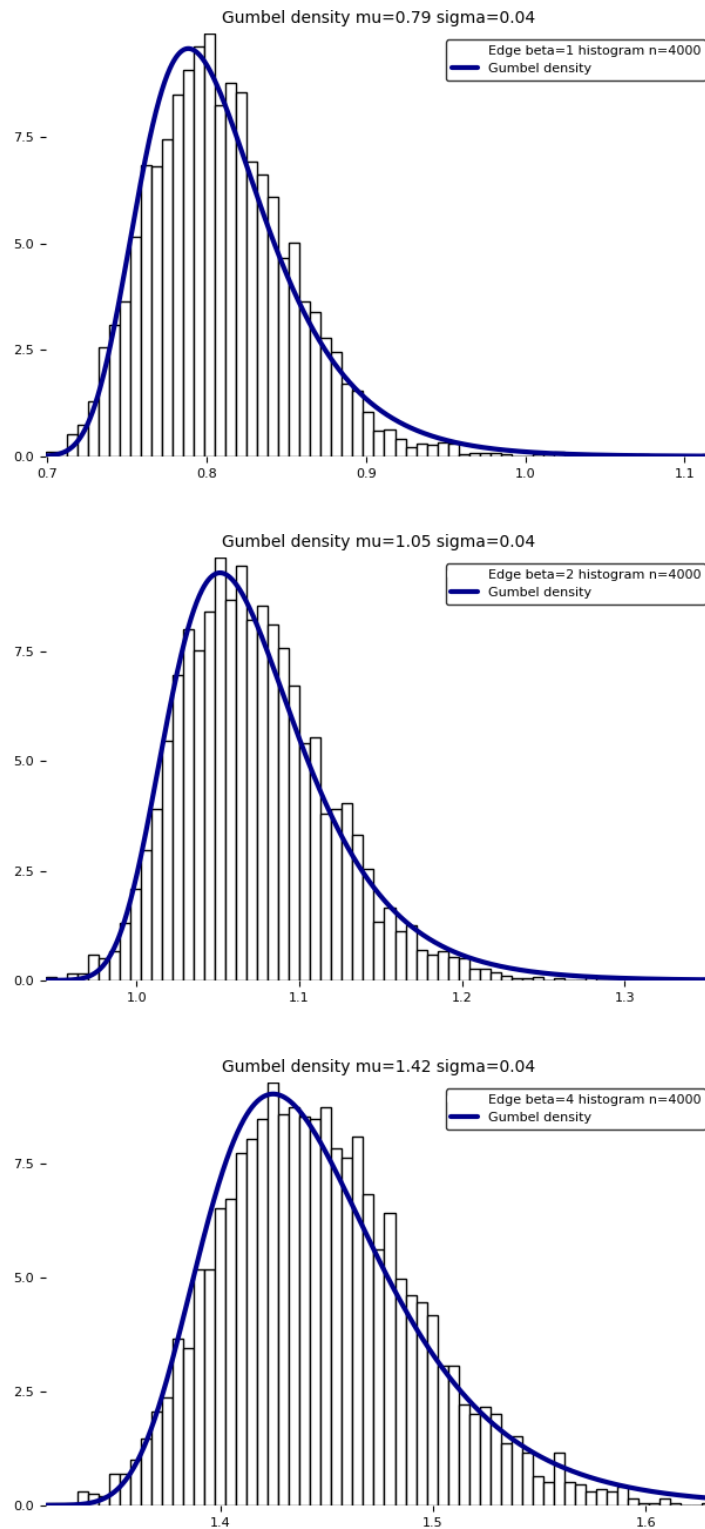 Gumbel density mu=0.79 sigma=0.04
Edge beta=1 histogram n=4000
Gumbel density
7.5
5.0
2.5
0.0
0.7 0.8 0.9 1.0 1.1
Gumbel density mu=1.05 sigma=0.04
Edge beta=2 histogram n=4000
Gumbel density
7.5
5.0
2.5
0.0
1.0 1.1 1.2 1.3
Gumbel density mu=1.42 sigma=0.04
Edge beta=4 histogram n=4000
Gumbel density
7.5
5.0
2.5
0.0
1.4 1.5 1.6